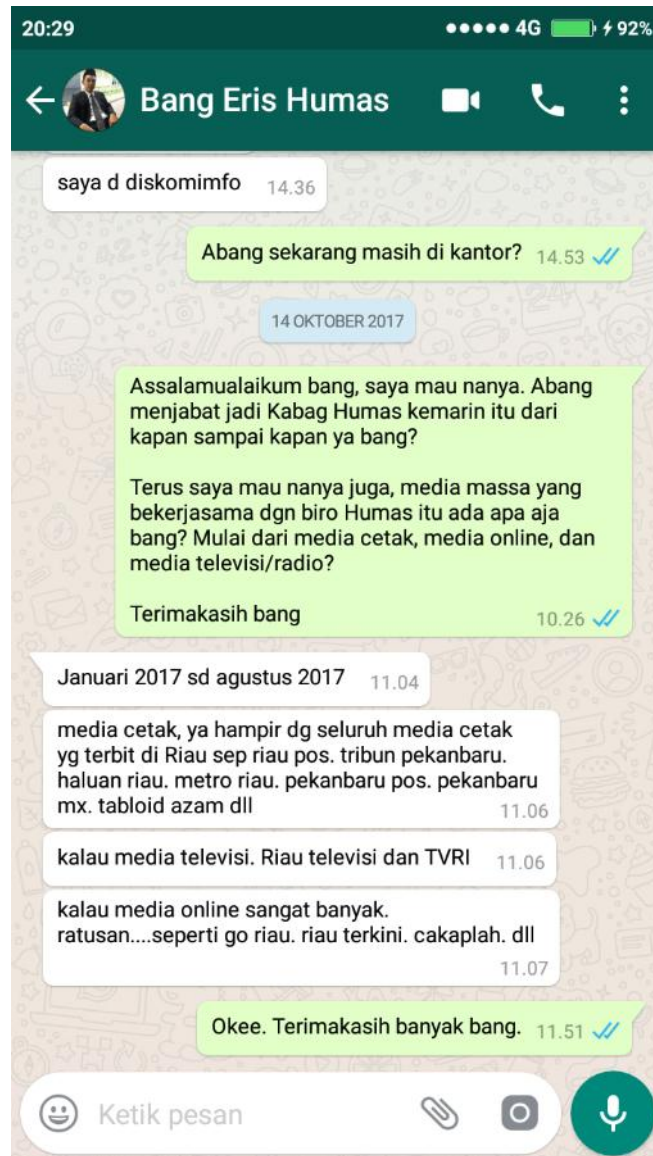 20:29
4G 92%
Bang Eris Humas
saya d diskomimfo 14.36
Abang sekarang masih di kantor? 14.53
14 OKTOBER 2017
Assalamualaikum bang, saya mau nanya. Abang
menjabat jadi Kabag Humas kemarin itu dari
kapan sampai kapan ya bang?
Terus saya mau nanya juga, media massa yang
bekerjasama dgn biro Humas itu ada apa aja
bang? Mulai dari media cetak, media online, dan
media televisi/radio?
Terimakasih bang 10.26
Januari 2017 sd agustus 2017 11.04
media cetak, ya hampir dg seluruh media cetak
yg terbit di Riau sep riau pos. tribun pekanbaru.
haluan riau. metro riau. pekanbaru pos. pekanbaru
mx. tabloid azam dll 11.06
kalau media televisi. Riau televisi dan TVRI 11.06
kalau media online sangat banyak.
ratusan....seperti go riau. riau terkini. cakaplah. dll
11.07
Okee. Terimakasih banyak bang. 11.51
Ketik pesan